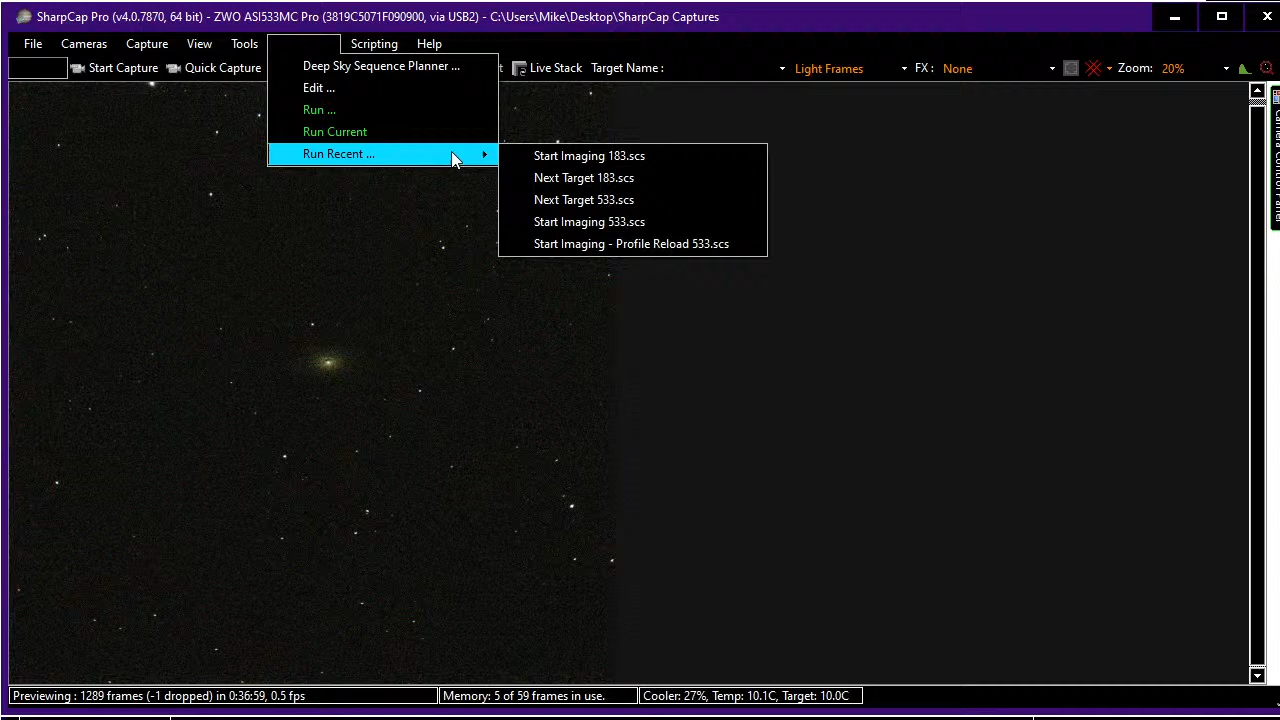 SharpCap Pro (v4.0.7870, 64 bit) - ZWO ASI533MC Pro (3819C5071F090900, via USB2) - C:\Users\Mike\Desktop\SharpCap Captures
File Cameras Capture View Tools Scripting Help
Start Capture Quick Capture Live Stack Target Name : Light Frames FX : None Zoom: 20%
Deep Sky Sequence Planner ...
Edit ...
Run ...
Run Current
Run Recent ...
Start Imaging 183.scs
Next Target 183.scs
Next Target 533.scs
Start Imaging 533.scs
Start Imaging - Profile Reload 533.scs
Camera Control Panel
Previewing : 1289 frames (-1 dropped) in 0:36:59, 0.5 fps Memory: 5 of 59 frames in use. Cooler: 27%, Temp: 10.1C, Target: 10.0C